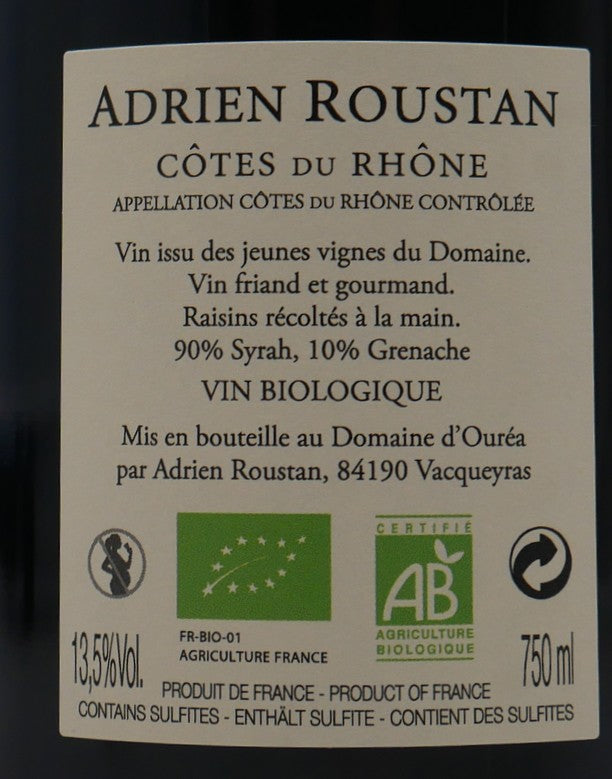 ADRIEN ROUSTAN
CÔTES DU RHÔNE
APPELLATION CÔTES DU RHÔNE CONTRÔLÉE
Vin issu des jeunes vignes du Domaine.
Vin friand et gourmand.
Raisins récoltés à la main.
90% Syrah, 10% Grenache
VIN BIOLOGIQUE
Mis en bouteille au Domaine d'Ouréa
par Adrien Roustan, 84190 Vacqueyras
CERTIFIÉ
AB
AGRICULTURE
BIOLOGIQUE
FR-BIO-01
AGRICULTURE FRANCE
13,5%Vol.
750 ml
PRODUIT DE FRANCE - PRODUCT OF FRANCE
CONTAINS SULFITES - ENTHÄLT SULFITE - CONTIENT DES SULFITES